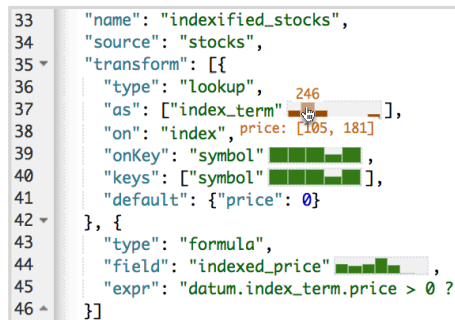 33 "name": "indexified_stocks",
34 "source": "stocks",
35 "transform": [{
36 "type": "lookup",
246
37 "as": ["index_term" ],
38 "on": "index", price: [105, 181]
39 "onKey": "symbol" ,
40 "keys": ["symbol" ],
41 "default": {"price": 0}
42 }, {
43 "type": "formula",
44 "field": "indexed_price" ,
45 "expr": "datum.index_term.price > 0 ?
46 }]